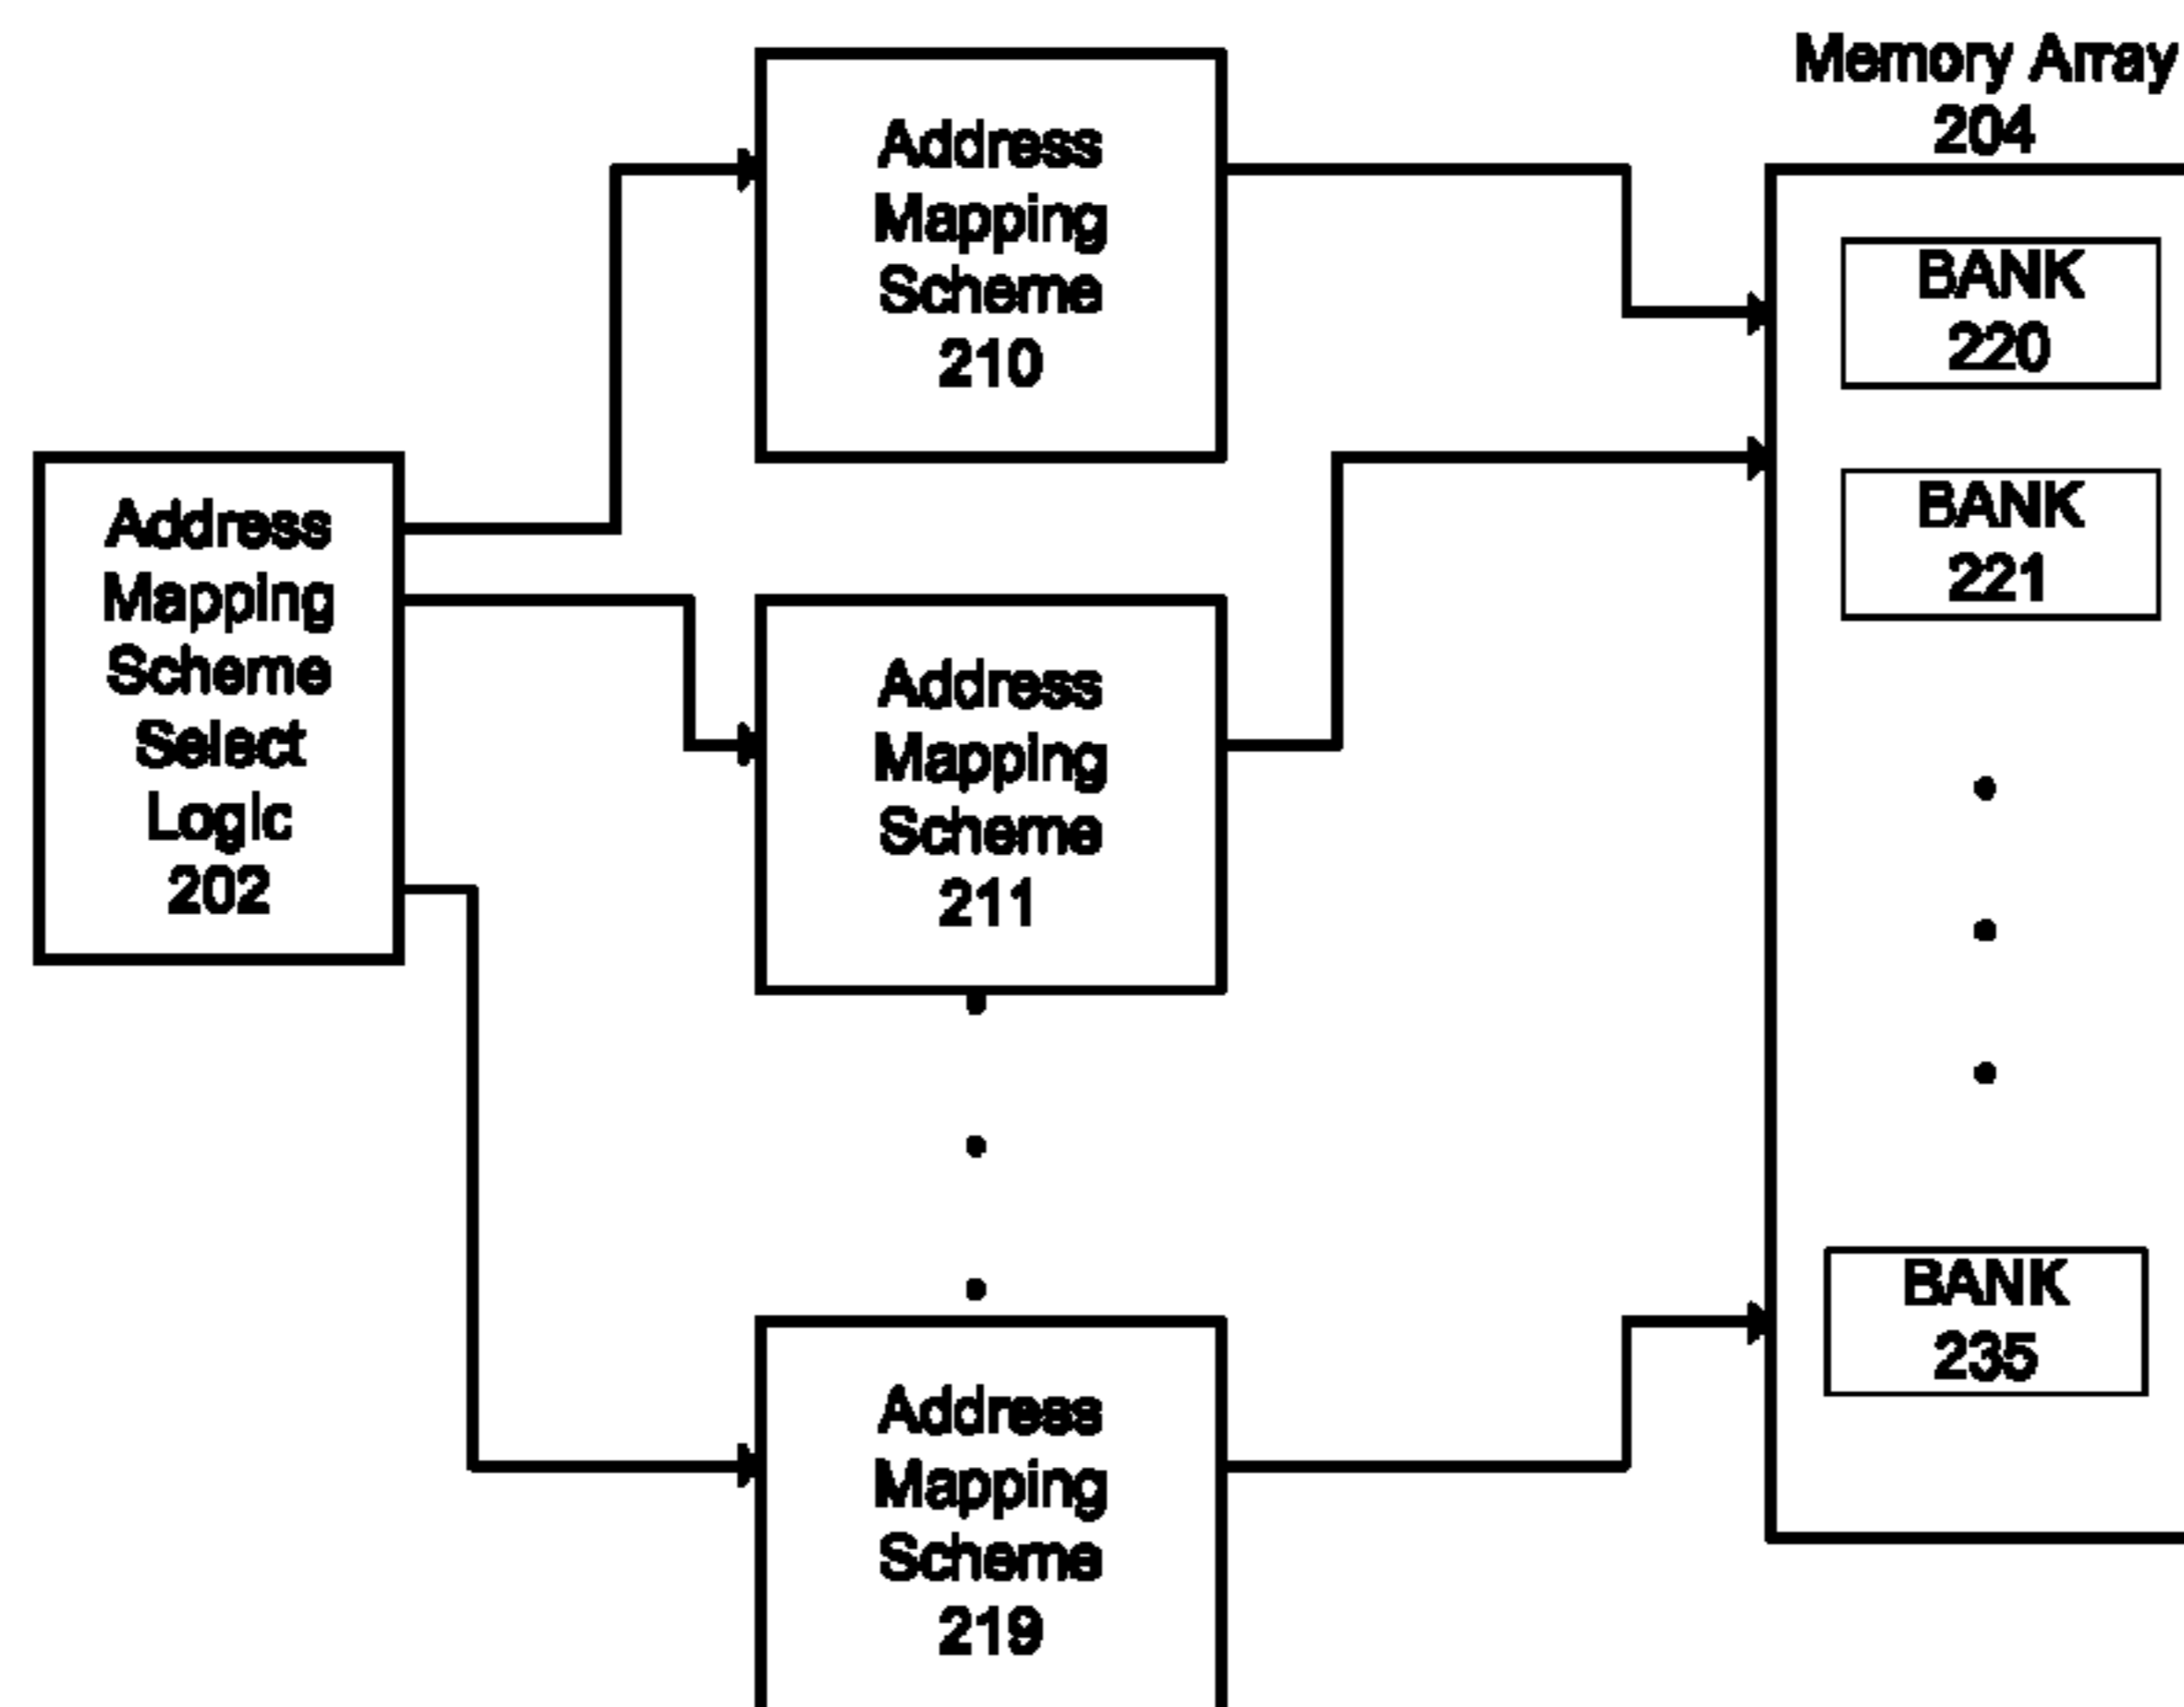 Address
Mapping
Scheme
Select
Logic
202
Address
Mapping
Scheme
210
Address
Mapping
Scheme
211
Address
Mapping
Scheme
219
Memory Array
204
BANK
220
BANK
221
BANK
235